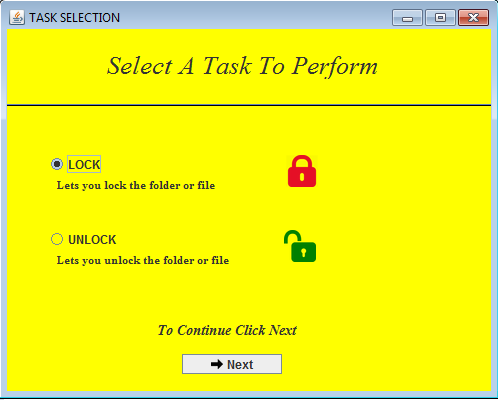 TASK SELECTION
Select A Task To Perform
LOCK
Lets you lock the folder or file
UNLOCK
Lets you unlock the folder or file
To Continue Click Next
Next